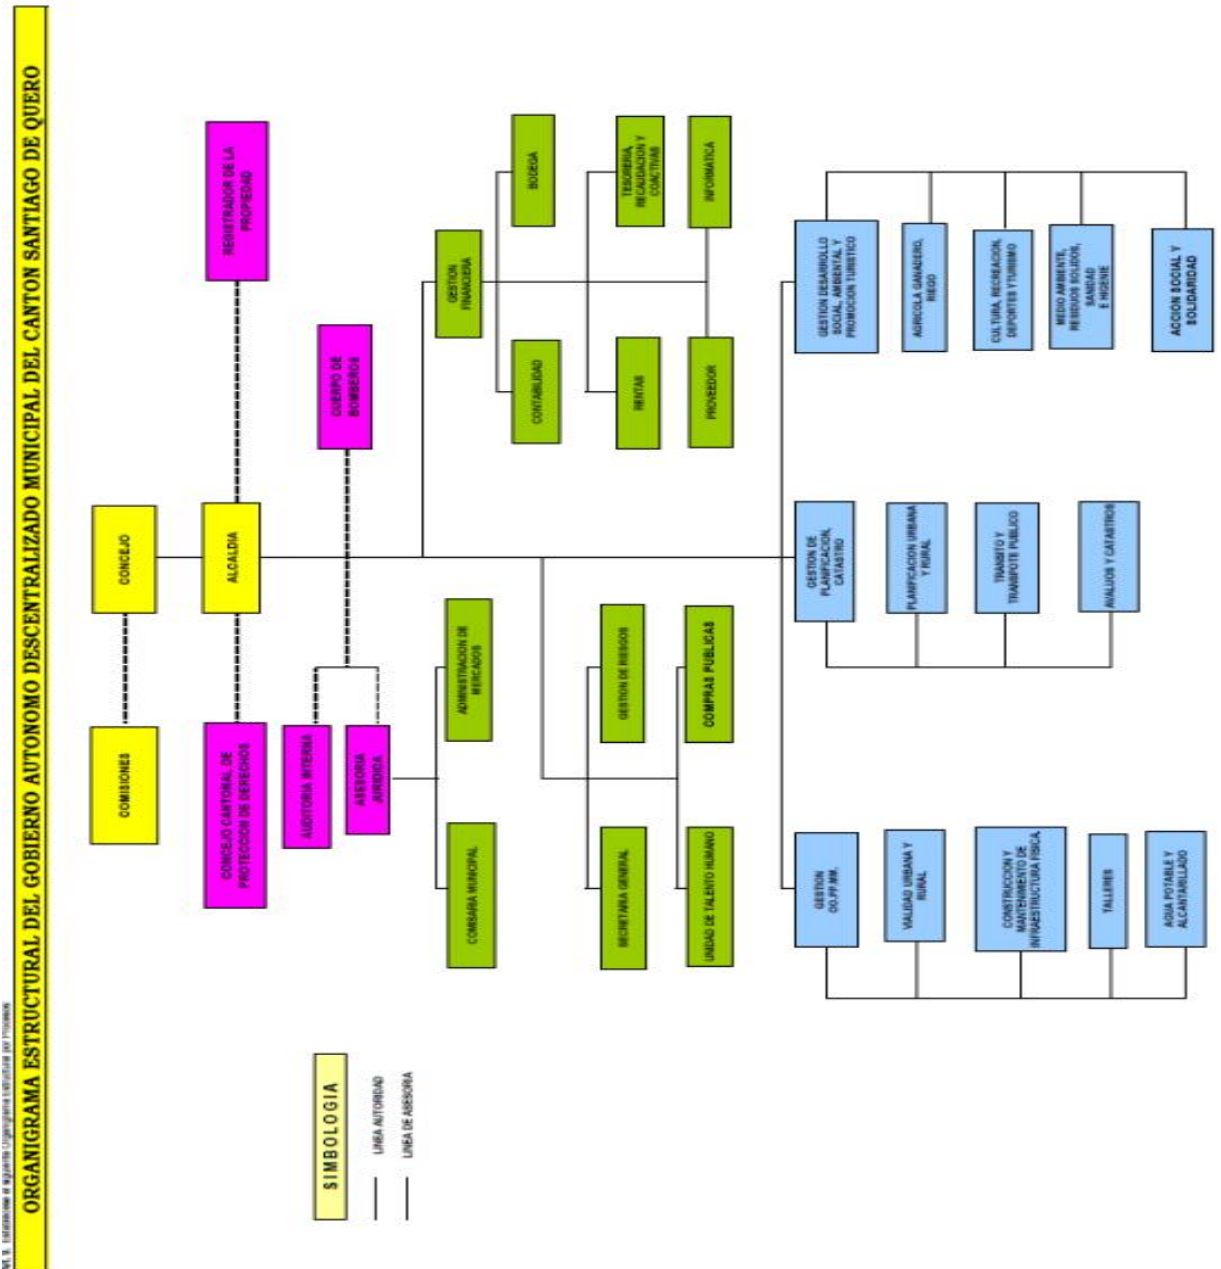 ORGANIGRAMA ESTRUCTURAL DEL GOBIERNO AUTONOMO DESCENTRALIZADO MUNICIPAL DEL CANTON SANTIAGO DE QUERO
COMISIONES
CONCEJO
CONCEJO CANTONAL DE
PROTECCION DE DERECHOS
ALCALDIA
REGISTRADOR DE LA
PROPIEDAD
AUDITORIA INTERNA
ASESORIA
JURIDICA
CUERPO DE
BOMBEROS
COMISARIA MUNICIPAL
ADMINISTRACION DE
MERCADOS
GESTION
FINANCIERA
CONTABILIDAD
BODEGA
SECRETARIA GENERAL
GESTION DE RIESGOS
RENTAS
TESORERIA,
RECAUDACION Y
COACTIVAS
UNIDAD DE TALENTO HUMANO
COMPRAS PUBLICAS
PROVEEDOR
INFORMATICA
GESTION
OO.PP.MM.
VIALIDAD URBANA Y
RURAL
CONSTRUCCION Y
MANTENIMIENTO DE
INFRAESTRUCTURA FISICA
TALLERES
AGUA POTABLE Y
ALCANTARILLADO
GESTION DE
PLANIFICACION,
CATASTRO
PLANIFICACION URBANA
Y RURAL
TRANSITO Y
TRANSPOTE PUBLICO
AVALUOS Y CATASTROS
GESTION DESARROLLO
SOCIAL, AMBIENTAL Y
PROMOCION TURISTICO
AGRICOLA GANADERO,
RIEGO
CULTURA, RECREACION,
DEPORTES Y TURISMO
MEDIO AMBIENTE,
RESIDUOS SOLIDOS,
SANIDAD
E HIGENIE
ACCION SOCIAL Y
SOLIDARIDAD
SIMBOLOGIA
LINEA AUTORIDAD
LINEA DE ASESORIA